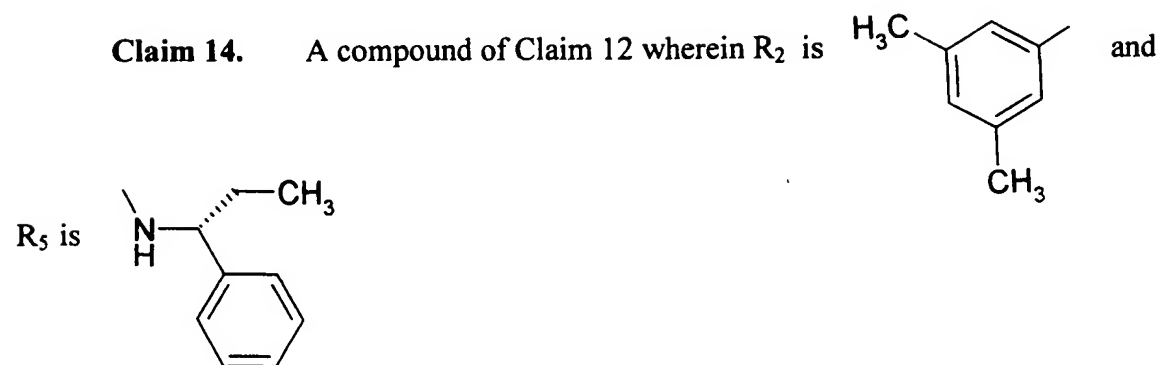 Claim 14. A compound of Claim 12 wherein R₂ is H₃C CH₃ and
R₅ is N H CH₃